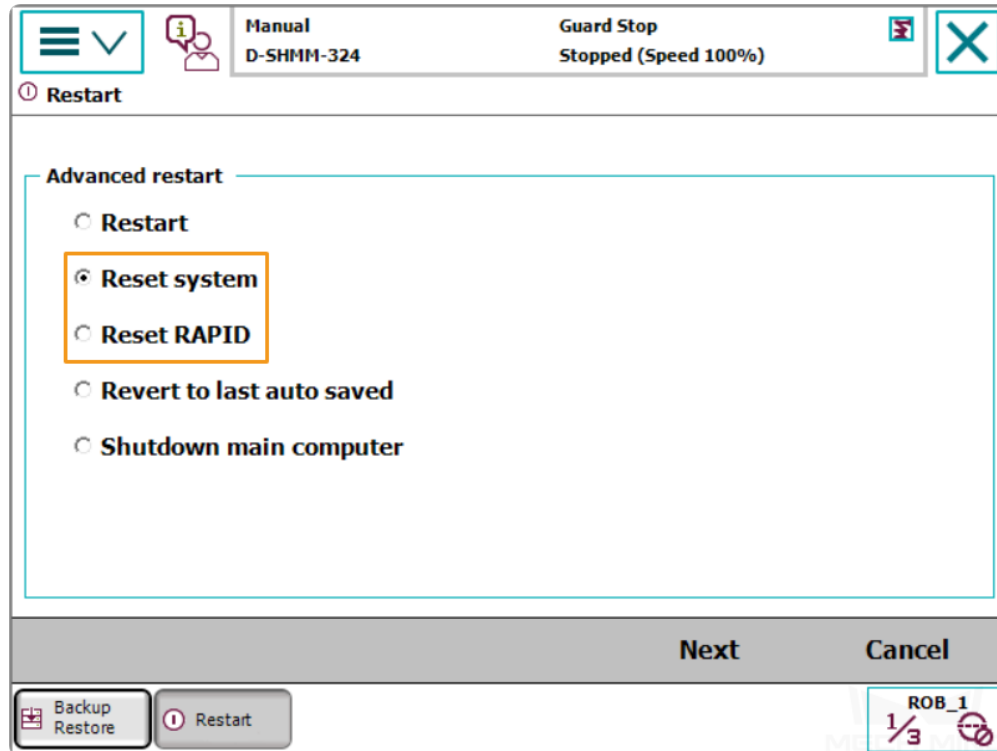 Manual
Guard Stop
D-SHMM-324
Stopped (Speed 100%)
Restart
Advanced restart
Restart
Reset system
Reset RAPID
Revert to last auto saved
Shutdown main computer
Next
Cancel
Backup
Restore
Restart
ROB_1
1/3